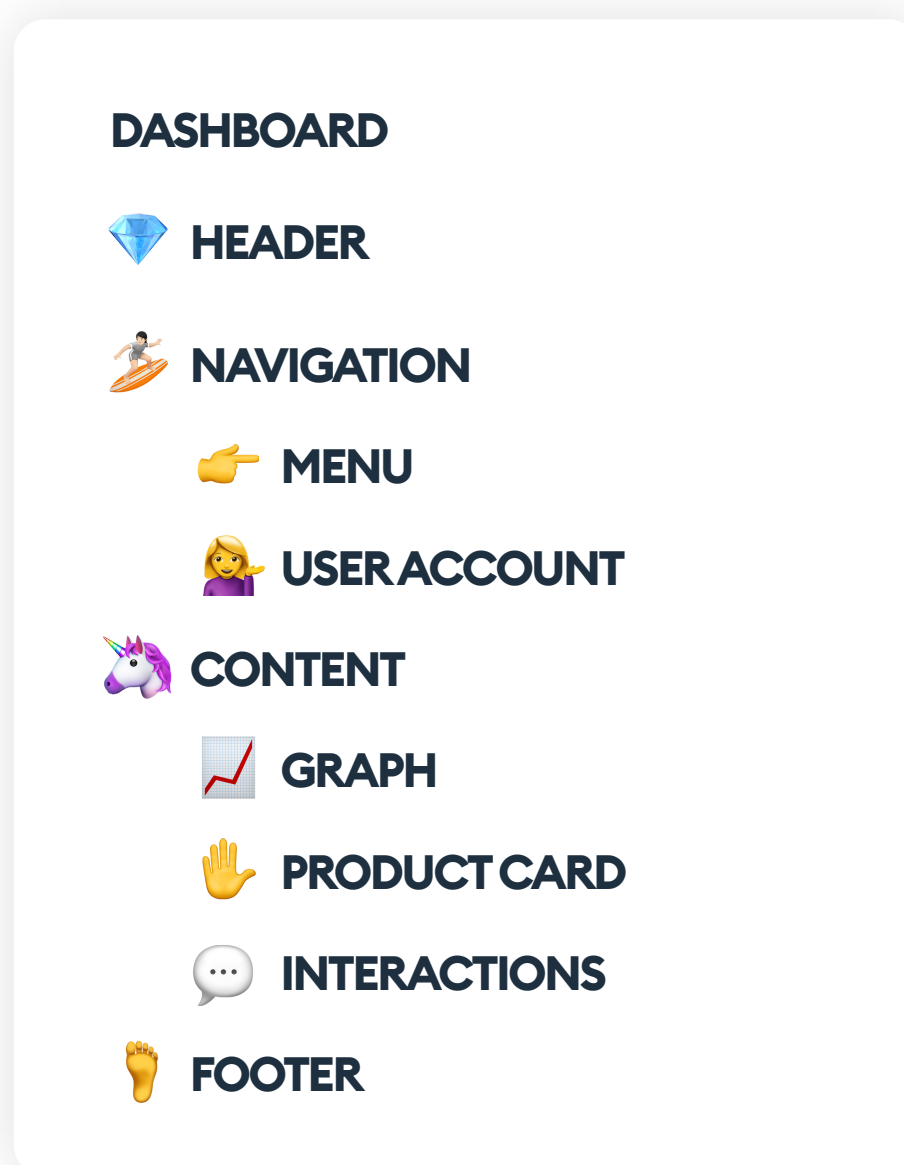 DASHBOARD
HEADER
NAVIGATION
MENU
USER ACCOUNT
CONTENT
GRAPH
PRODUCT CARD
INTERACTIONS
FOOTER